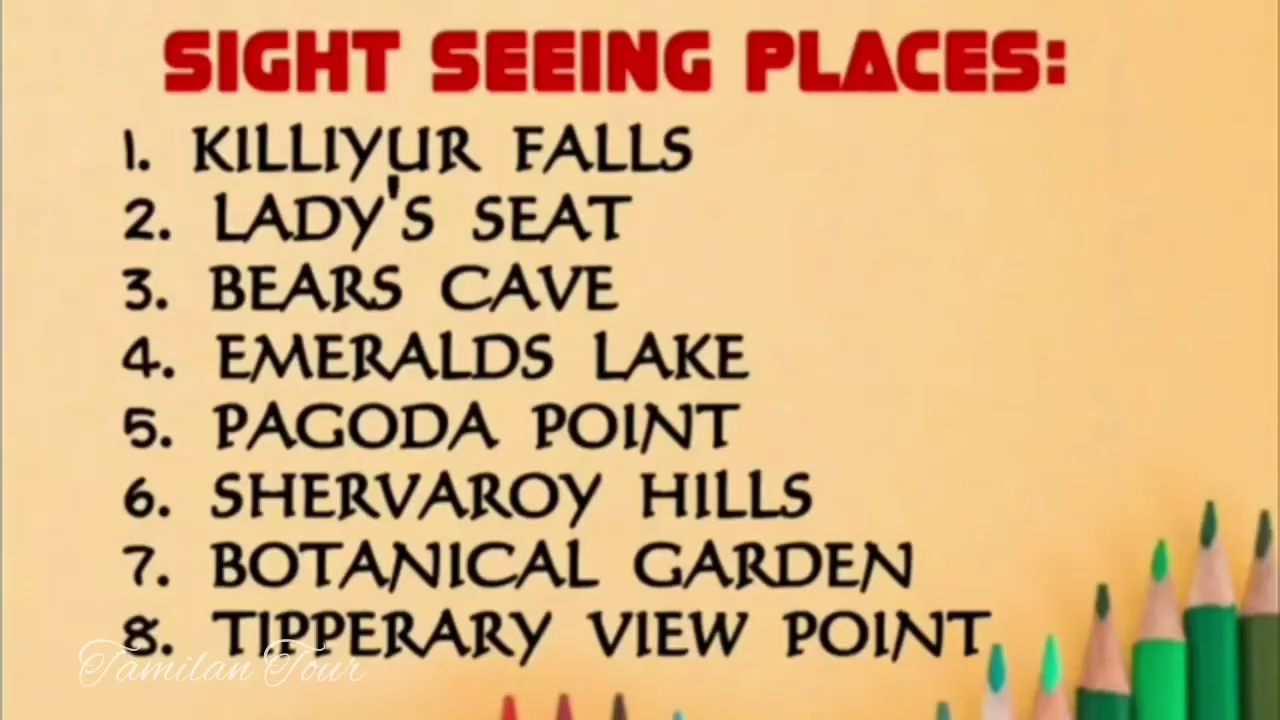 SIGHT SEEING PLACES:
1. KILLIYUR FALLS
2. LADY'S SEAT
3. BEARS CAVE
4. EMERALDS LAKE
5. PAGODA POINT
6. SHERVAROY HILLS
7. BOTANICAL GARDEN
8. TIPPERARY VIEW POINT
Tamilan Tour